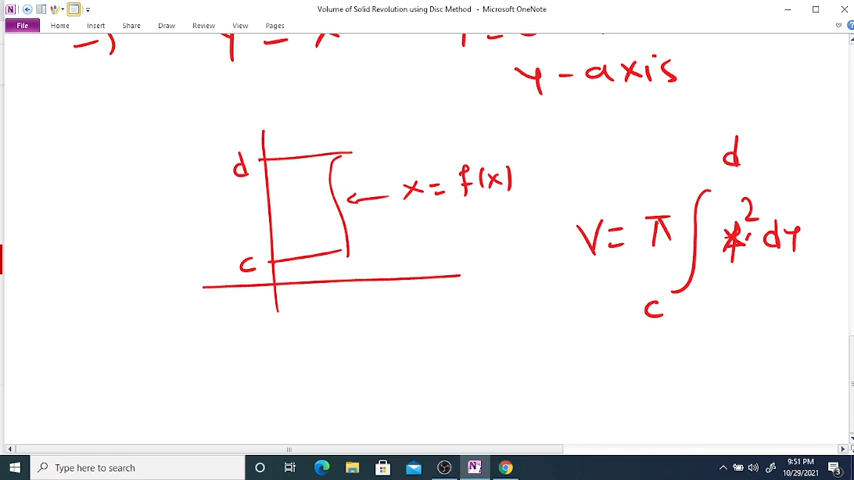 Volume of Solid Revolution using Disc Method - Microsoft OneNote
File Home Insert Share Draw Review View Pages
y - axis
d
x = f(x)
c
d
V = π ∫ x² dy
c
Type here to search
9:51 PM
10/29/2021
3